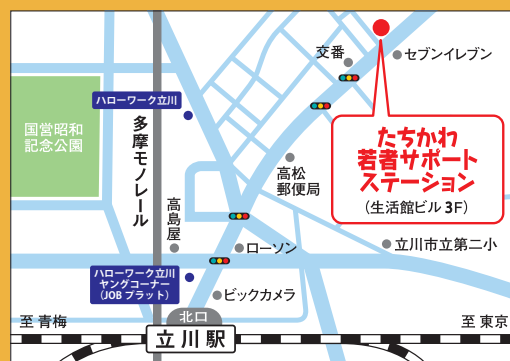 交番
セブンイレブン
ハローワーク立川
国営昭和
記念公園
多摩モノレール
たちかわ
若者サポート
ステーション
(生活館ビル3F)
高松
郵便局
高島屋
ローソン
立川市立第二小
ハローワーク立川
ヤングコーナー
(JOBプラット)
ビックカメラ
北口
至 青梅
至 東京
立川駅